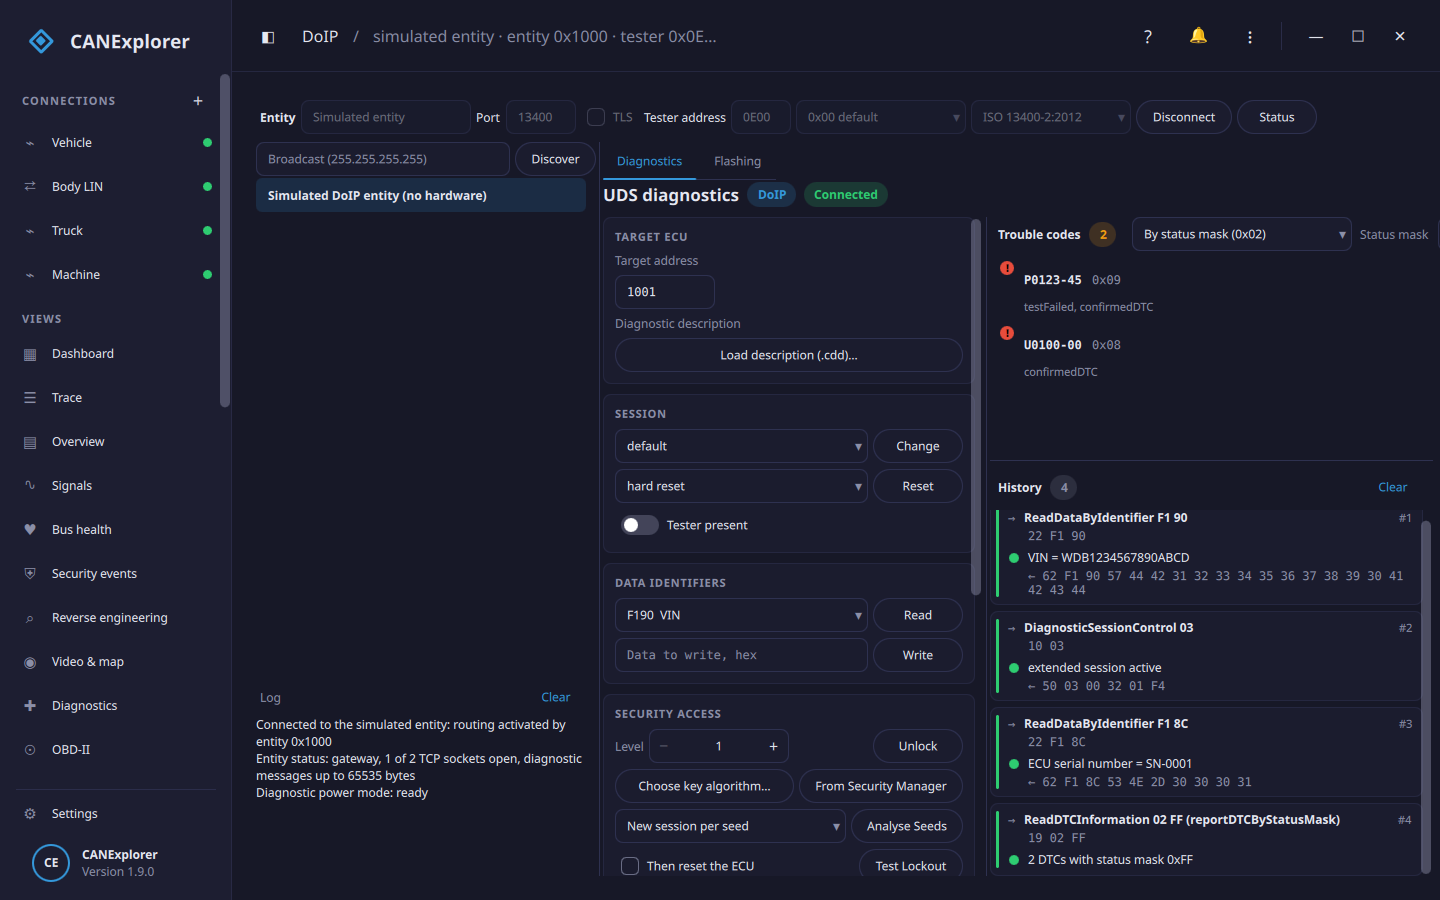 CANExplorer
DoIP / simulated entity · entity 0x1000 · tester 0x0E...
CONNECTIONS +
Vehicle
Body LIN
Truck
Machine
VIEWS
Dashboard
Trace
Overview
Signals
Bus health
Security events
Reverse engineering
Video & map
Diagnostics
OBD-II
Settings
CE
CANExplorer
Version 1.9.0
Entity Simulated entity Port 13400 TLS Tester address 0E00 0x00 default ISO 13400-2:2012 Disconnect Status
Broadcast (255.255.255.255) Discover
Simulated DoIP entity (no hardware)
Log Clear
Connected to the simulated entity: routing activated by
entity 0x1000
Entity status: gateway, 1 of 2 TCP sockets open, diagnostic
messages up to 65535 bytes
Diagnostic power mode: ready
Diagnostics Flashing
UDS diagnostics DoIP Connected
TARGET ECU
Target address
1001
Diagnostic description
Load description (.cdd)...
SESSION
default Change
hard reset Reset
Tester present
DATA IDENTIFIERS
F190 VIN Read
Data to write, hex Write
SECURITY ACCESS
Level − 1 + Unlock
Choose key algorithm... From Security Manager
New session per seed Analyse Seeds
Then reset the ECU Test Lockout
Trouble codes 2 By status mask (0x02) Status mask
P0123-45 0x09
testFailed, confirmedDTC
U0100-00 0x08
confirmedDTC
History 4 Clear
→ ReadDataByIdentifier F1 90 #1
22 F1 90
VIN = WDB1234567890ABCD
← 62 F1 90 57 44 42 31 32 33 34 35 36 37 38 39 30 41
42 43 44
→ DiagnosticSessionControl 03 #2
10 03
extended session active
← 50 03 00 32 01 F4
→ ReadDataByIdentifier F1 8C #3
22 F1 8C
ECU serial number = SN-0001
← 62 F1 8C 53 4E 2D 30 30 30 31
→ ReadDTCInformation 02 FF (reportDTCByStatusMask) #4
19 02 FF
2 DTCs with status mask 0xFF